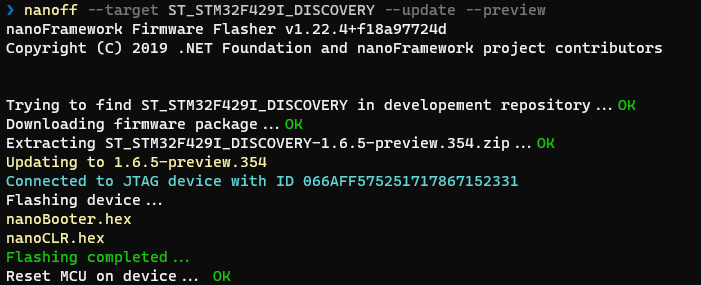 ❯ nanoff --target ST_STM32F429I_DISCOVERY --update --preview
nanoFramework Firmware Flasher v1.22.4+f18a97724d
Copyright (C) 2019 .NET Foundation and nanoFramework project contributors
Trying to find ST_STM32F429I_DISCOVERY in developement repository...OK
Downloading firmware package...OK
Extracting ST_STM32F429I_DISCOVERY-1.6.5-preview.354.zip...OK
Updating to 1.6.5-preview.354
Connected to JTAG device with ID 066AFF575251717867152331
Flashing device...
nanoBooter.hex
nanoCLR.hex
Flashing completed...
Reset MCU on device... OK